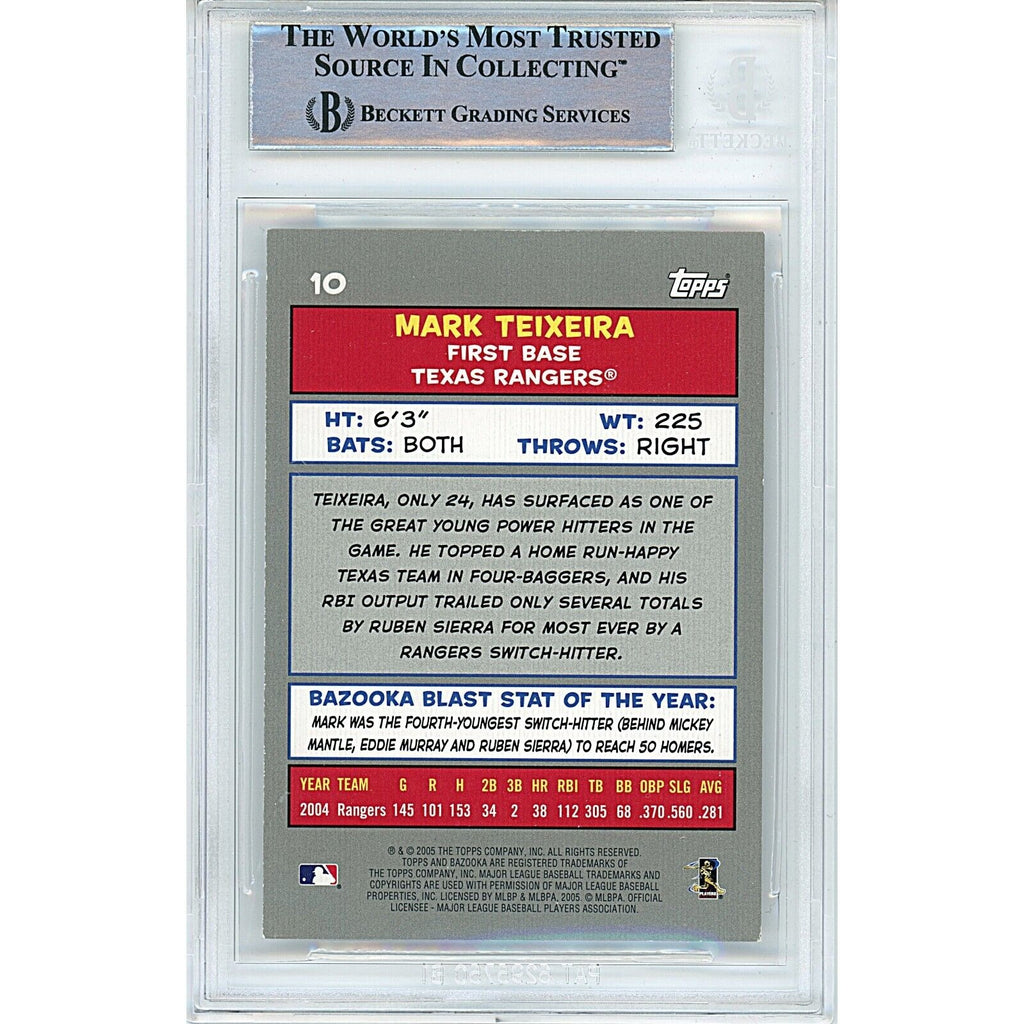 THE WORLD'S MOST TRUSTED
SOURCE IN COLLECTING™
B BECKETT GRADING SERVICES
BECKETT
10
topps®
MARK TEIXEIRA
FIRST BASE
TEXAS RANGERS®
HT: 6'3" WT: 225
BATS: BOTH THROWS: RIGHT
TEIXEIRA, ONLY 24, HAS SURFACED AS ONE OF
THE GREAT YOUNG POWER HITTERS IN THE
GAME. HE TOPPED A HOME RUN-HAPPY
TEXAS TEAM IN FOUR-BAGGERS, AND HIS
RBI OUTPUT TRAILED ONLY SEVERAL TOTALS
BY RUBEN SIERRA FOR MOST EVER BY A
RANGERS SWITCH-HITTER.
BAZOOKA BLAST STAT OF THE YEAR:
MARK WAS THE FOURTH-YOUNGEST SWITCH-HITTER (BEHIND MICKEY
MANTLE, EDDIE MURRAY AND RUBEN SIERRA) TO REACH 50 HOMERS.
YEAR TEAM G R H 2B 3B HR RBI TB BB OBP SLG AVG
2004 Rangers 145 101 153 34 2 38 112 305 68 .370 .560 .281
® & © 2005 THE TOPPS COMPANY, INC. ALL RIGHTS RESERVED.
TOPPS AND BAZOOKA ARE REGISTERED TRADEMARKS OF
THE TOPPS COMPANY, INC. MAJOR LEAGUE BASEBALL TRADEMARKS AND
COPYRIGHTS ARE USED WITH PERMISSION OF MAJOR LEAGUE BASEBALL
PROPERTIES, INC. LICENSED BY MLBP & MLBPA, 2005. © MLBPA. OFFICIAL
LICENSEE - MAJOR LEAGUE BASEBALL PLAYERS ASSOCIATION.
PLAYERS